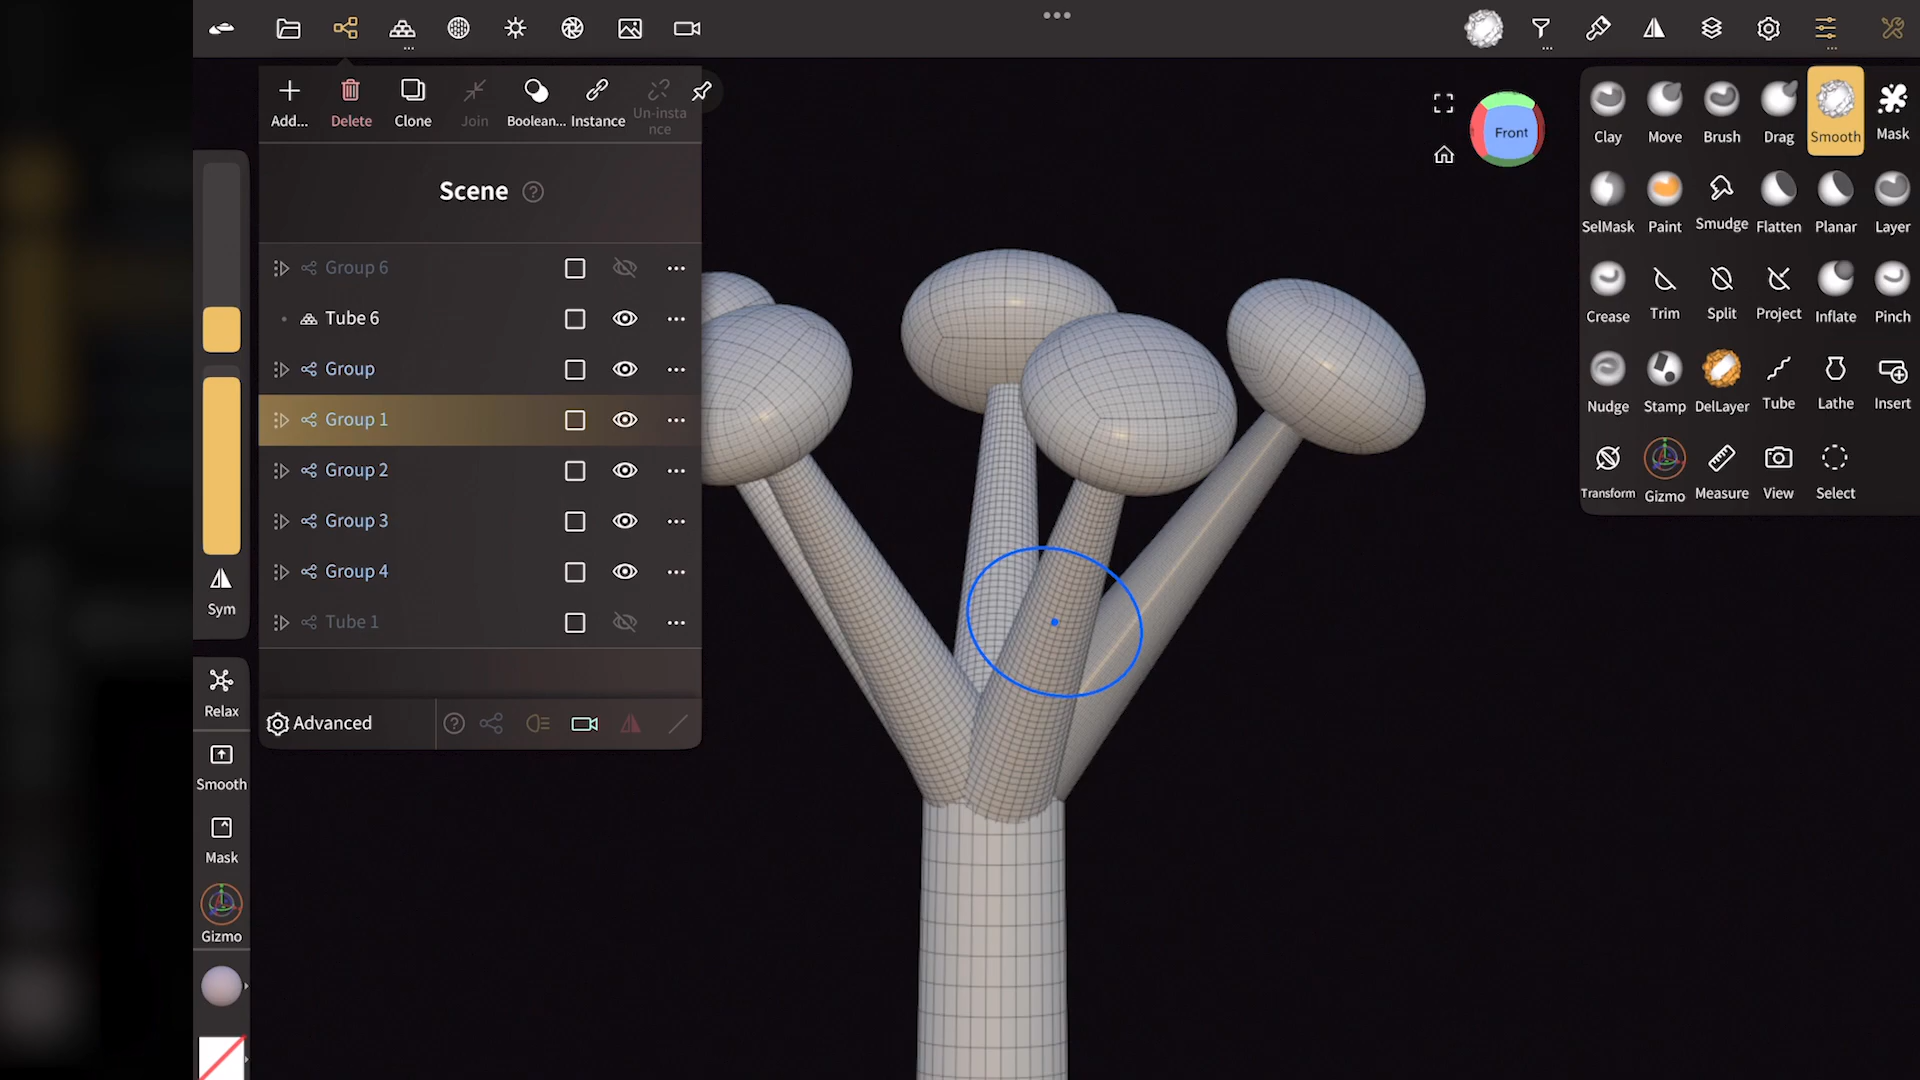 Add...
Delete
Clone
Join
Boolean...
Instance
Un-insta
nce
Scene
Group 6
Tube 6
Group
Group 1
Group 2
Group 3
Group 4
Tube 1
Advanced
Sym
Relax
Smooth
Mask
Gizmo
Front
Clay
Move
Brush
Drag
Smooth
Mask
SelMask
Paint
Smudge
Flatten
Planar
Layer
Crease
Trim
Split
Project
Inflate
Pinch
Nudge
Stamp
DelLayer
Tube
Lathe
Insert
Transform
Gizmo
Measure
View
Select